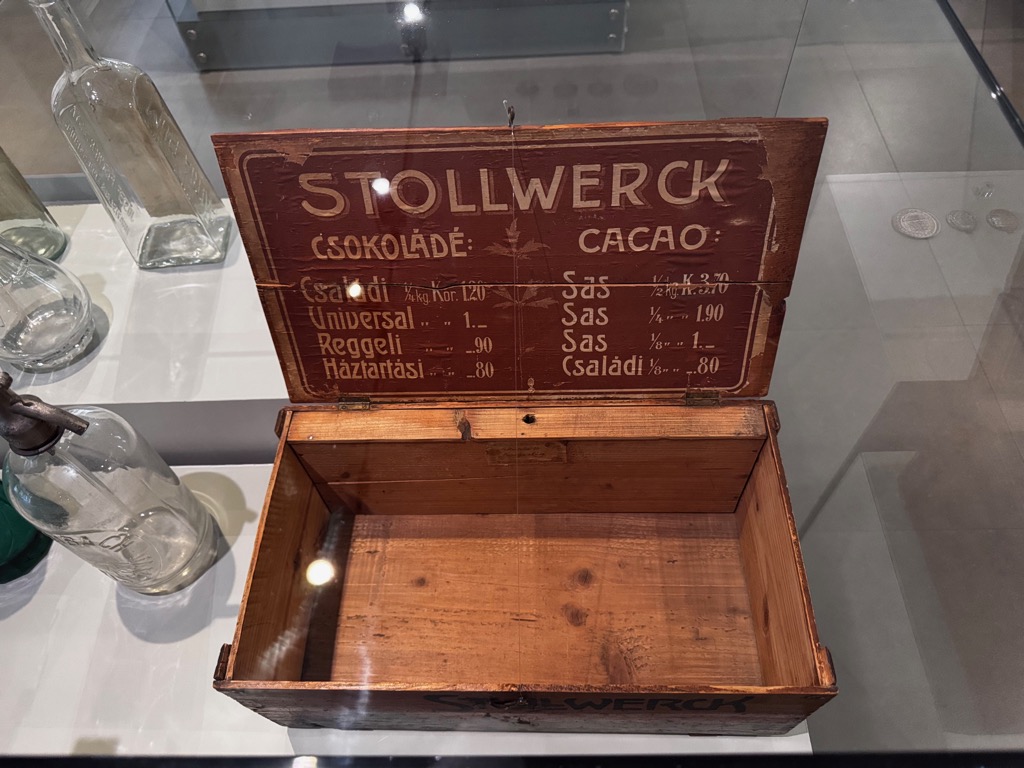 STOLLWERCK
CSOKOLÁDÉ:
Családi ¼ kg. Kor. 1.20
Universal „ „ 1._
Reggeli „ „ _.90
Háztartási „ „ _.80
CACAO:
Sas ½ kg. K. 3.70
Sas ¼ „ „ 1.90
Sas ⅛ „ „ 1._
Családi ⅛ „ „ _.80
STOLLWERCK